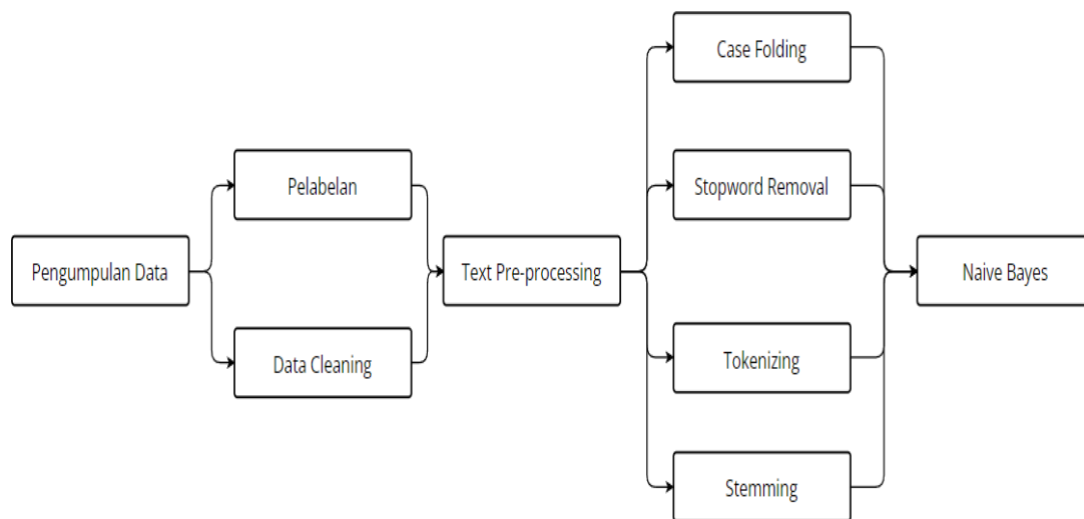 Pengumpulan Data
Pelabelan
Data Cleaning
Text Pre-processing
Case Folding
Stopword Removal
Tokenizing
Stemming
Naive Bayes